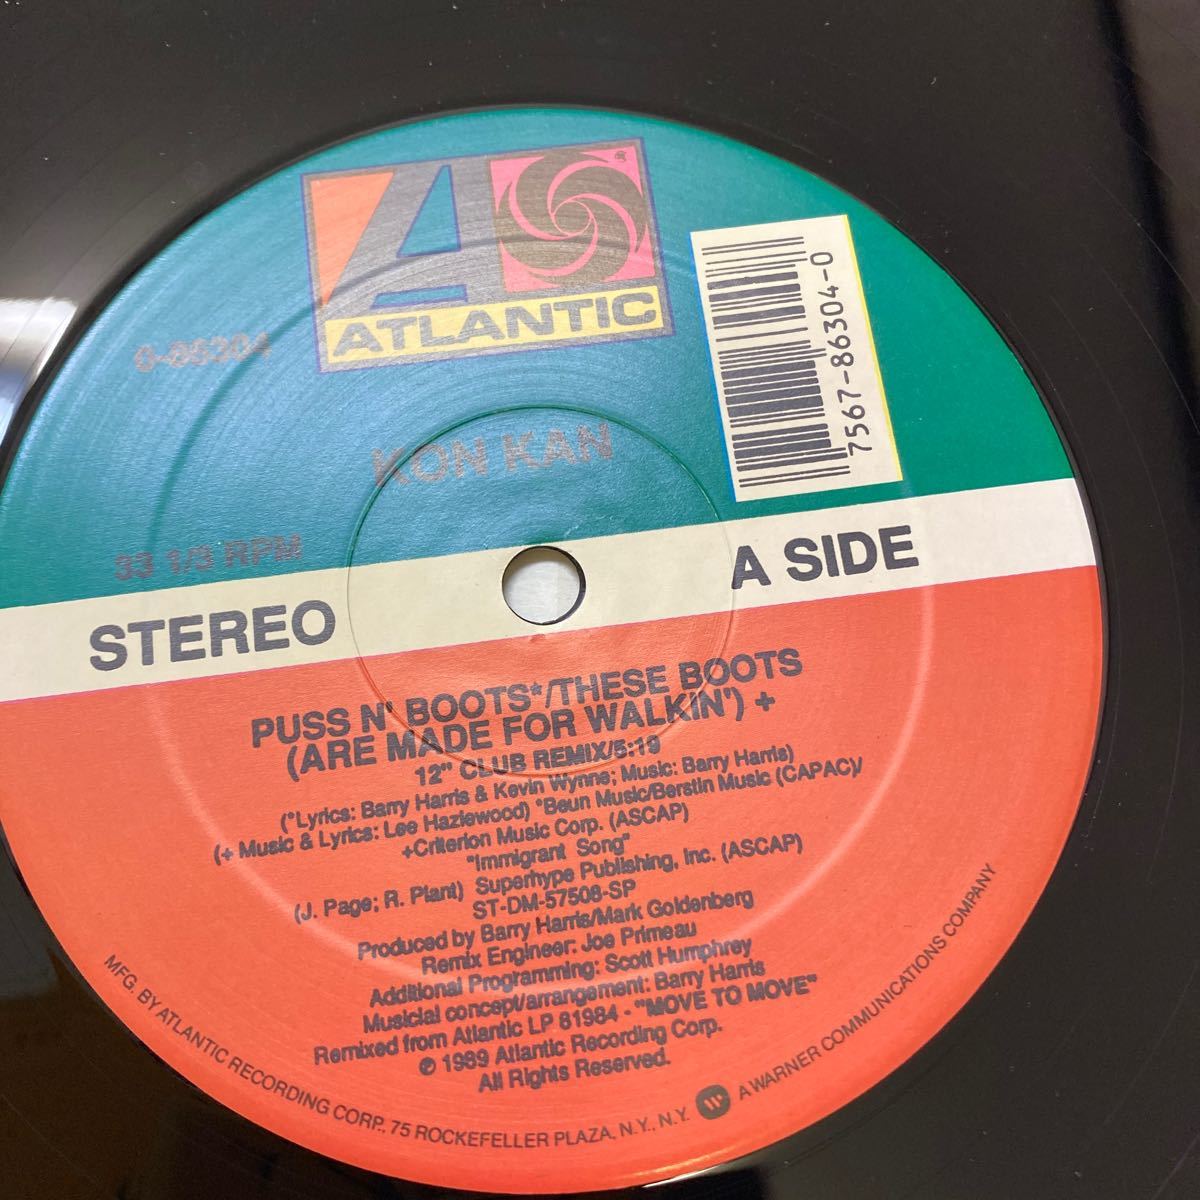 ATLANTIC
0-86304
7567-86304-0
KON KAN
33 1/3 RPM
STEREO
A SIDE
PUSS N' BOOTS*/THESE BOOTS
(ARE MADE FOR WALKIN') +
12" CLUB REMIX/5:19
(*Lyrics: Barry Harris & Kevin Wynne; Music: Barry Harris)
(+ Music & Lyrics: Lee Hazlewood) *Beun Music/Berstin Music (CAPAC)/
+Criterion Music Corp. (ASCAP)
"Immigrant Song"
(J. Page; R. Plant) Superhype Publishing, Inc. (ASCAP)
ST-DM-57508-SP
Produced by Barry Harris/Mark Goldenberg
Remix Engineer: Joe Primeau
Additional Programming: Scott Humphrey
Musicial concept/arrangement: Barry Harris
Remixed from Atlantic LP 81984 - "MOVE TO MOVE"
℗ 1989 Atlantic Recording Corp.
All Rights Reserved.
MFG. BY ATLANTIC RECORDING CORP., 75 ROCKEFELLER PLAZA, N.Y., N.Y. A WARNER COMMUNICATIONS COMPANY